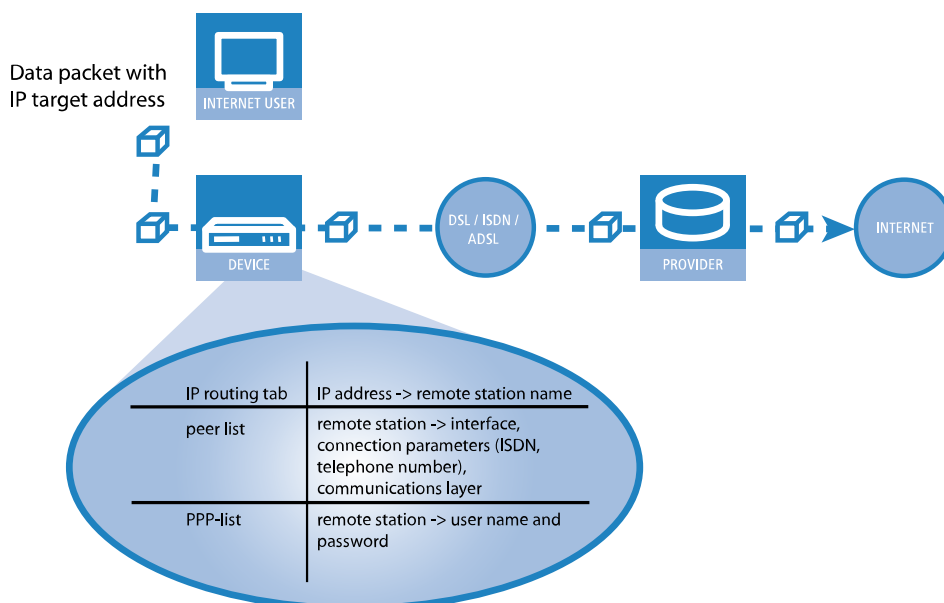 Data packet with
IP target address
INTERNET USER
DEVICE
DSL / ISDN /
ADSL
PROVIDER
INTERNET
IP routing tab
IP address -> remote station name
peer list
remote station -> interface,
connection parameters (ISDN,
telephone number),
communications layer
PPP-list
remote station -> user name and
password